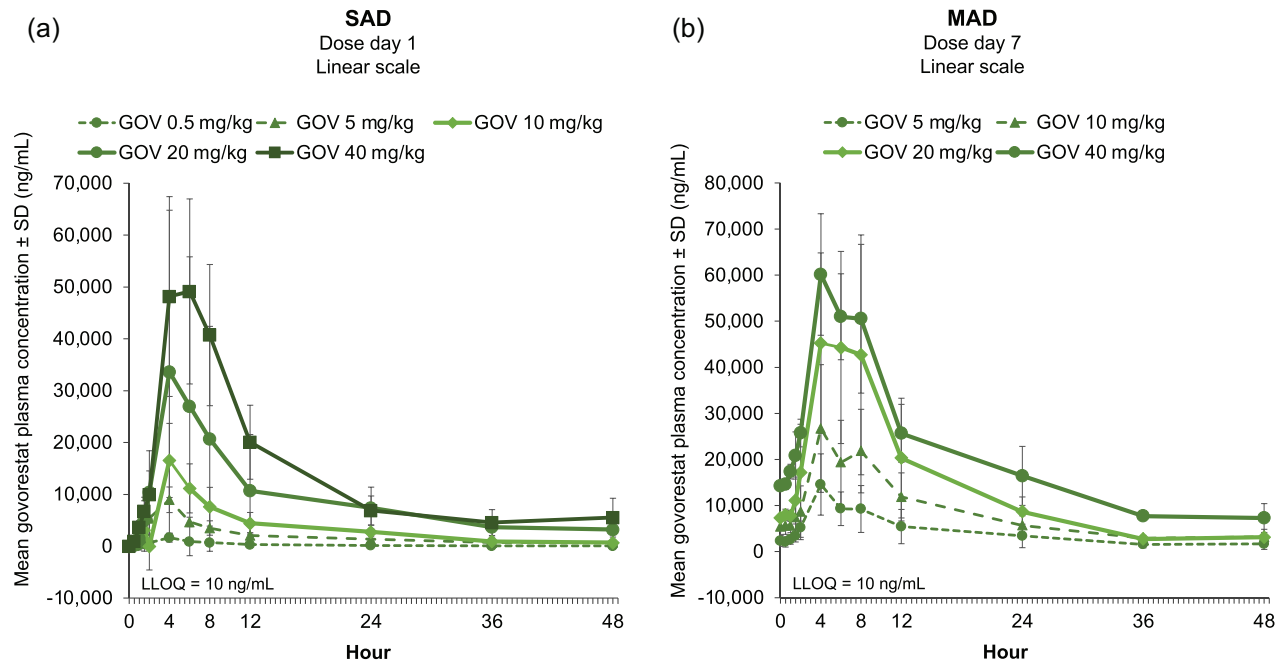 (a)
SAD
Dose day 1
Linear scale
GOV 0.5 mg/kg GOV 5 mg/kg GOV 10 mg/kg
GOV 20 mg/kg GOV 40 mg/kg
Mean govorestat plasma concentration ± SD (ng/mL)
70,000
60,000
50,000
40,000
30,000
20,000
10,000
0
-10,000
LLOQ = 10 ng/mL
0 4 8 12 24 36 48
Hour
(b)
MAD
Dose day 7
Linear scale
GOV 5 mg/kg GOV 10 mg/kg
GOV 20 mg/kg GOV 40 mg/kg
Mean govorestat plasma concentration ± SD (ng/mL)
80,000
70,000
60,000
50,000
40,000
30,000
20,000
10,000
0
-10,000
LLOQ = 10 ng/mL
0 4 8 12 24 36 48
Hour